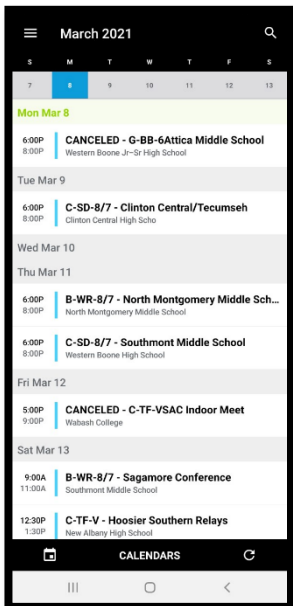 March 2021
S M T W T F S
7 8 9 10 11 12 13
Mon Mar 8
6:00P CANCELED - G-BB-6Attica Middle School
8:00P Western Boone Jr-Sr High School
Tue Mar 9
6:00P C-SD-8/7 - Clinton Central/Tecumseh
8:00P Clinton Central High Scho
Wed Mar 10
Thu Mar 11
6:00P B-WR-8/7 - North Montgomery Middle Sch...
8:00P North Montgomery Middle School
6:00P C-SD-8/7 - Southmont Middle School
8:00P Western Boone High School
Fri Mar 12
5:00P CANCELED - C-TF-VSAC Indoor Meet
9:00P Wabash College
Sat Mar 13
9:00A B-WR-8/7 - Sagamore Conference
11:00A Southmont Middle School
12:30P C-TF-V - Hoosier Southern Relays
1:30P New Albany High School
CALENDARS